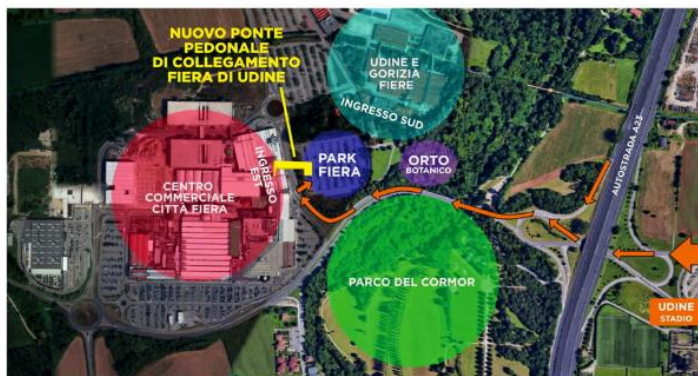 NUOVO PONTE
PEDONALE
DI COLLEGAMENTO
FIERA DI UDINE
UDINE E
GORIZIA
FIERE
INGRESSO SUD
INGRESSO
EST
PARK
FIERA
ORTO
BOTANICO
AUTOSTRADA A23
CENTRO
COMMERCIALE
CITTÀ FIERA
PARCO DEL CORMOR
UDINE
STADIO